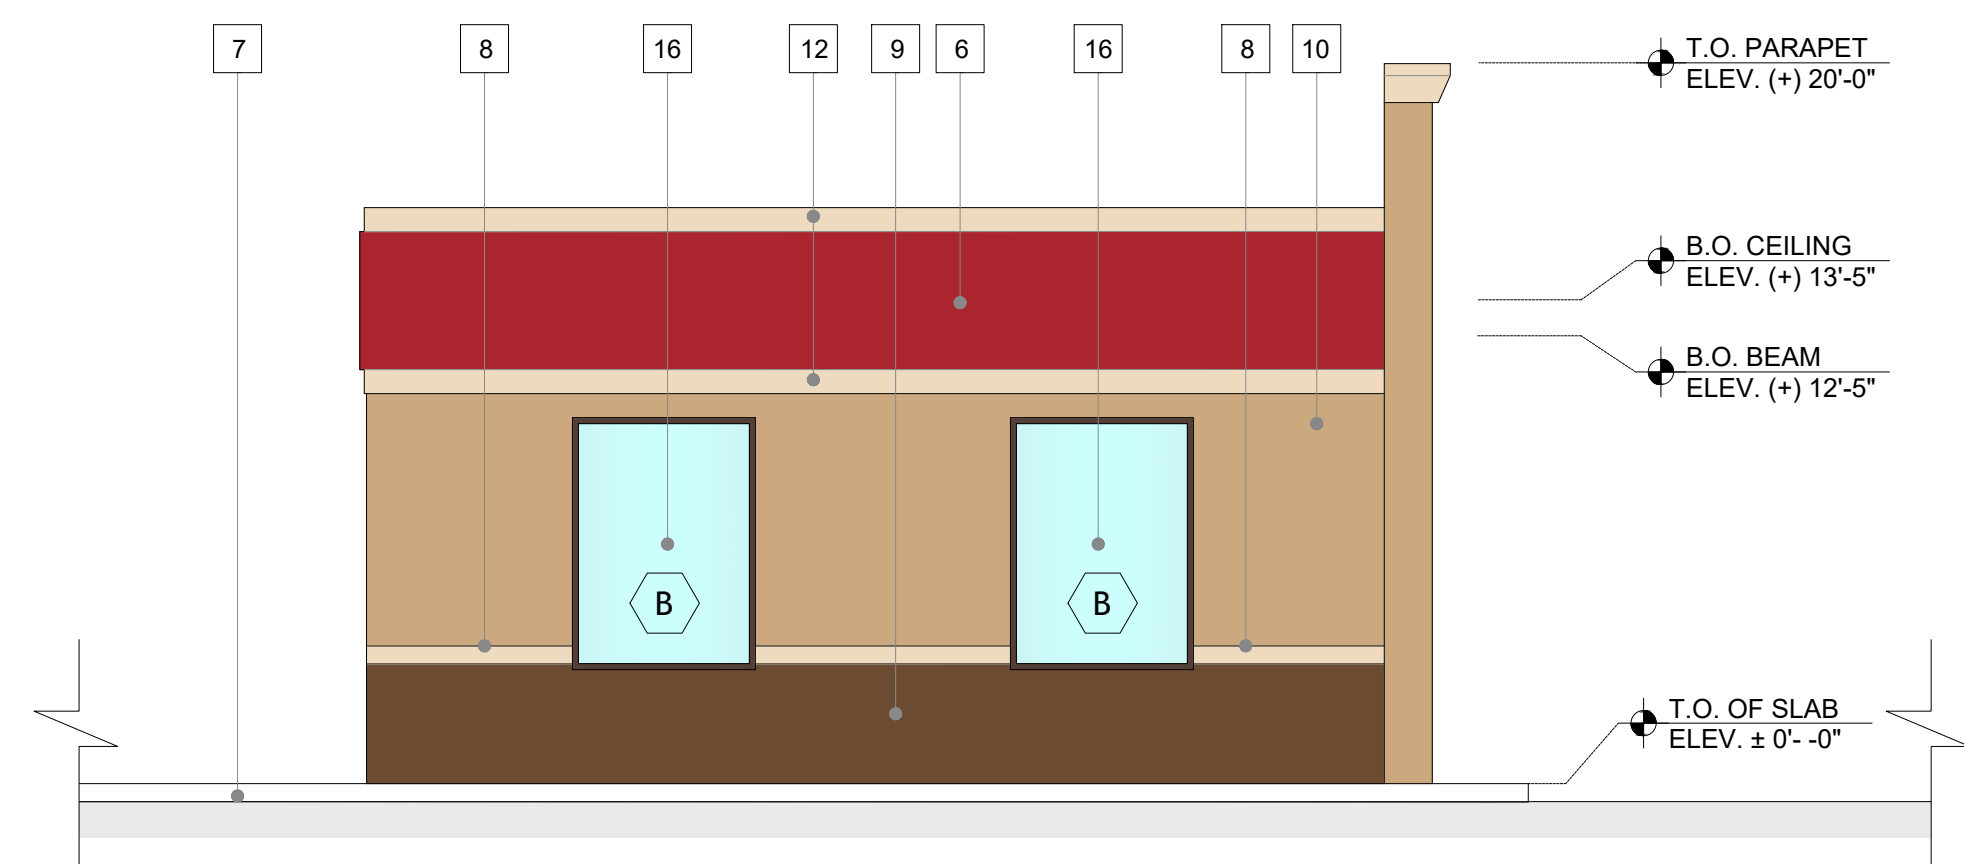 7 8 16 12 9 6 16 8 10
T.O. PARAPET
ELEV. (+) 20'-0"
B.O. CEILING
ELEV. (+) 13'-5"
B.O. BEAM
ELEV. (+) 12'-5"
B B
T.O. OF SLAB
ELEV. ± 0'- -0"